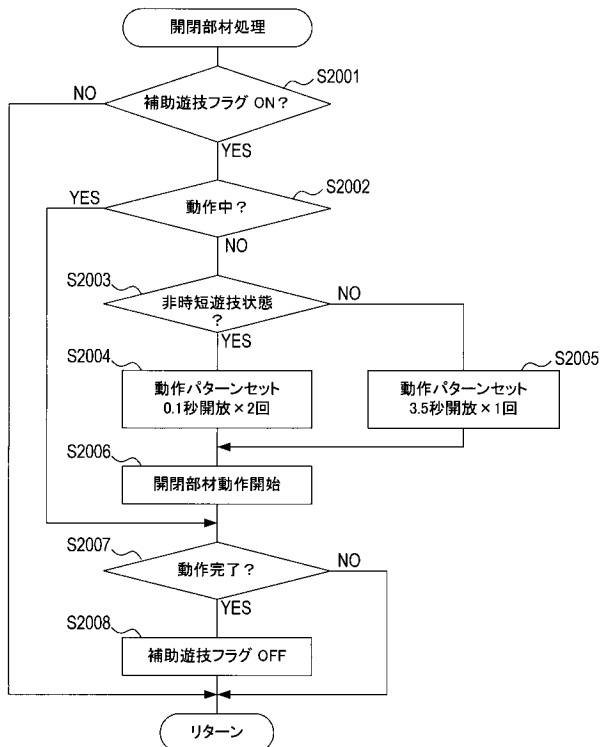 開閉部材処理
S2001
補助遊技フラグ ON?
NO
YES
S2002
動作中?
YES
NO
S2003
非時短遊技状態
?
NO
YES
S2004
動作パターンセット
0.1秒開放×2回
S2005
動作パターンセット
3.5秒開放×1回
S2006
開閉部材動作開始
S2007
動作完了?
NO
YES
S2008
補助遊技フラグ OFF
リターン